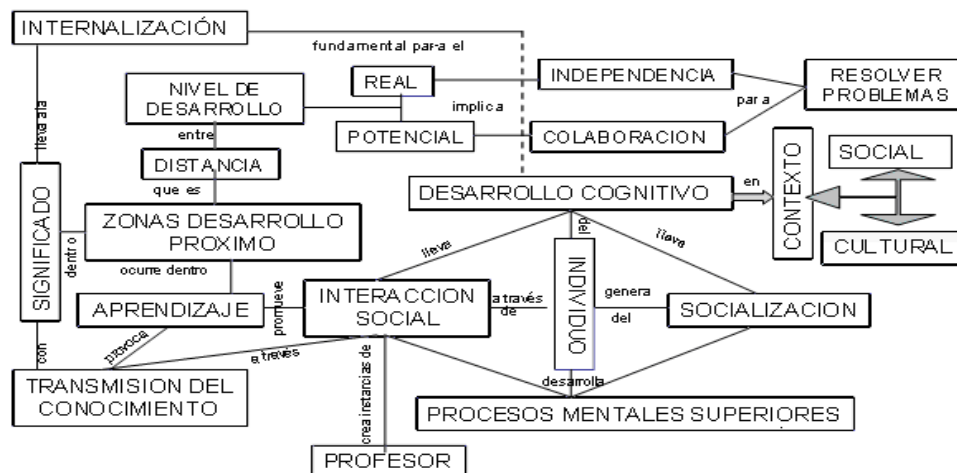 INTERNALIZACIÓN
fundamental para el
NIVEL DE
DESARROLLO
REAL
INDEPENDENCIA
RESOLVER
PROBLEMAS
implica
para
lleva ala
entre
POTENCIAL
COLABORACION
DISTANCIA
que es
DESARROLLO COGNITIVO
en
CONTEXTO
SOCIAL
CULTURAL
SIGNIFICADO
dentro
ZONAS DESARROLLO
PROXIMO
ocurre dentro
lleva
del
lleva
APRENDIZAJE
promueve
INTERACCION
SOCIAL
a través
de
INDIVIDUO
genera
del
SOCIALIZACION
con
provoca
a través
desarrolla
TRANSMISION DEL
CONOCIMIENTO
crea instancias de
PROCESOS MENTALES SUPERIORES
PROFESOR